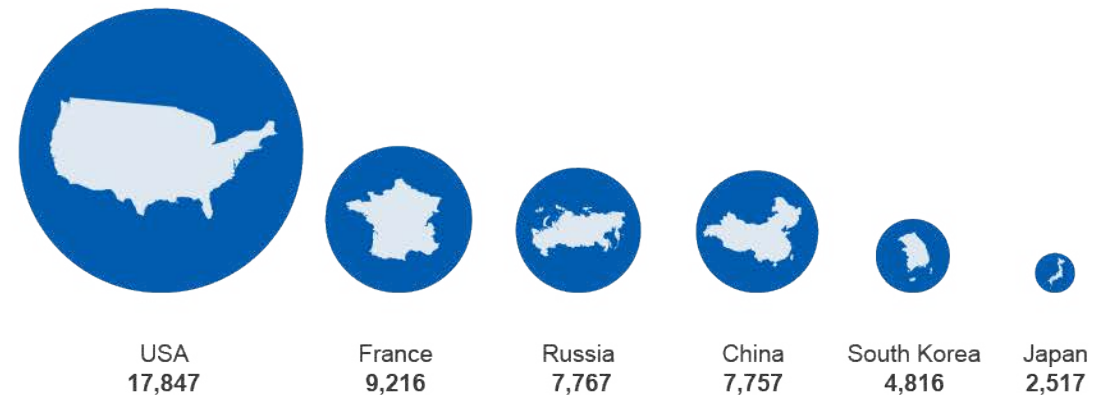 USA
17,847
France
9,216
Russia
7,767
China
7,757
South Korea
4,816
Japan
2,517